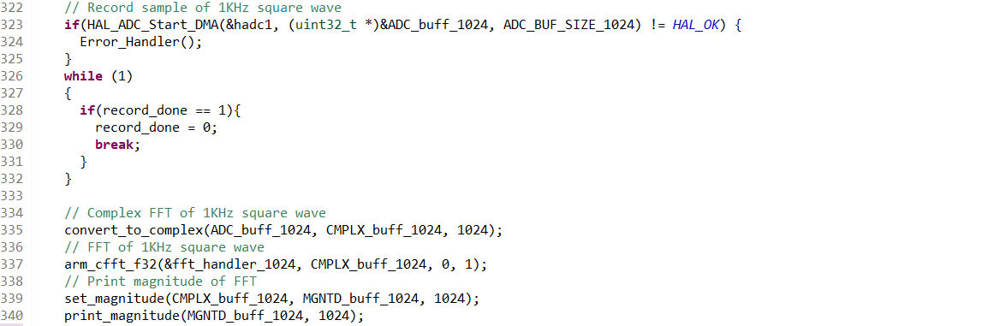 322     // Record sample of 1KHz square wave
323     if(HAL_ADC_Start_DMA(&hadc1, (uint32_t *)&ADC_buff_1024, ADC_BUF_SIZE_1024) != HAL_OK) {
324       Error_Handler();
325     }
326     while (1)
327     {
328       if(record_done == 1){
329         record_done = 0;
330         break;
331       }
332     }
333
334     // Complex FFT of 1KHz square wave
335     convert_to_complex(ADC_buff_1024, CMPLX_buff_1024, 1024);
336     // FFT of 1KHz square wave
337     arm_cfft_f32(&fft_handler_1024, CMPLX_buff_1024, 0, 1);
338     // Print magnitude of FFT
339     set_magnitude(CMPLX_buff_1024, MGNTD_buff_1024, 1024);
340     print_magnitude(MGNTD_buff_1024, 1024);